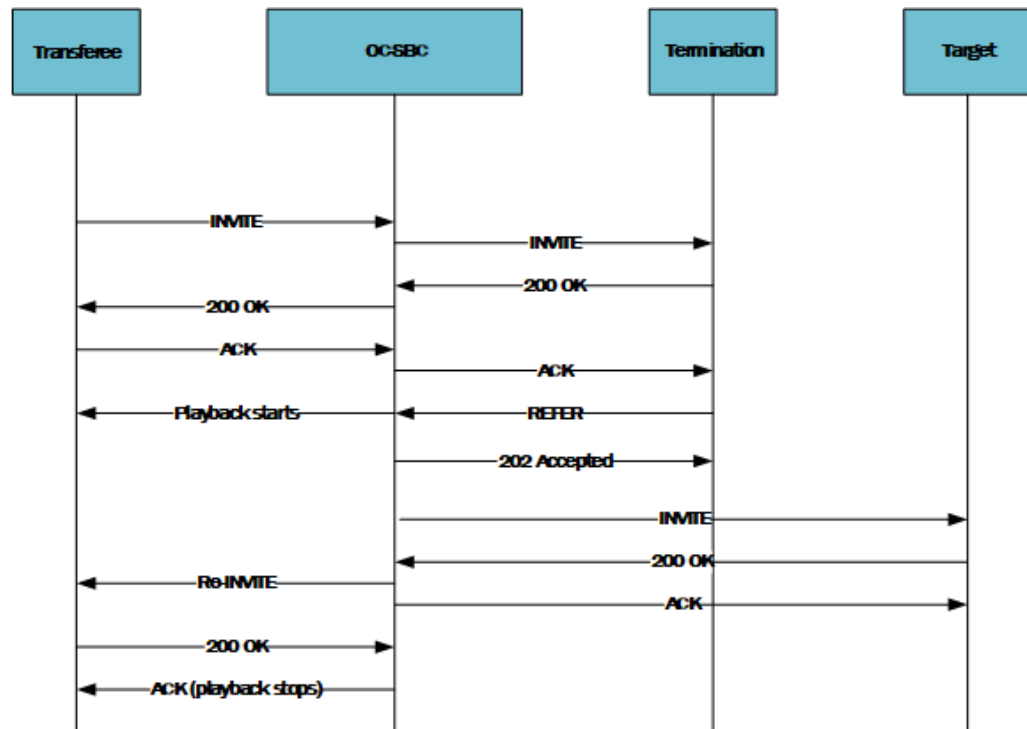 Transferee
OCSBC
Termination
Target
INVITE
INVITE
200 OK
200 OK
ACK
ACK
Playback starts
REFER
202 Accepted
INVITE
200 OK
Re-INVITE
ACK
200 OK
ACK (playback stops)